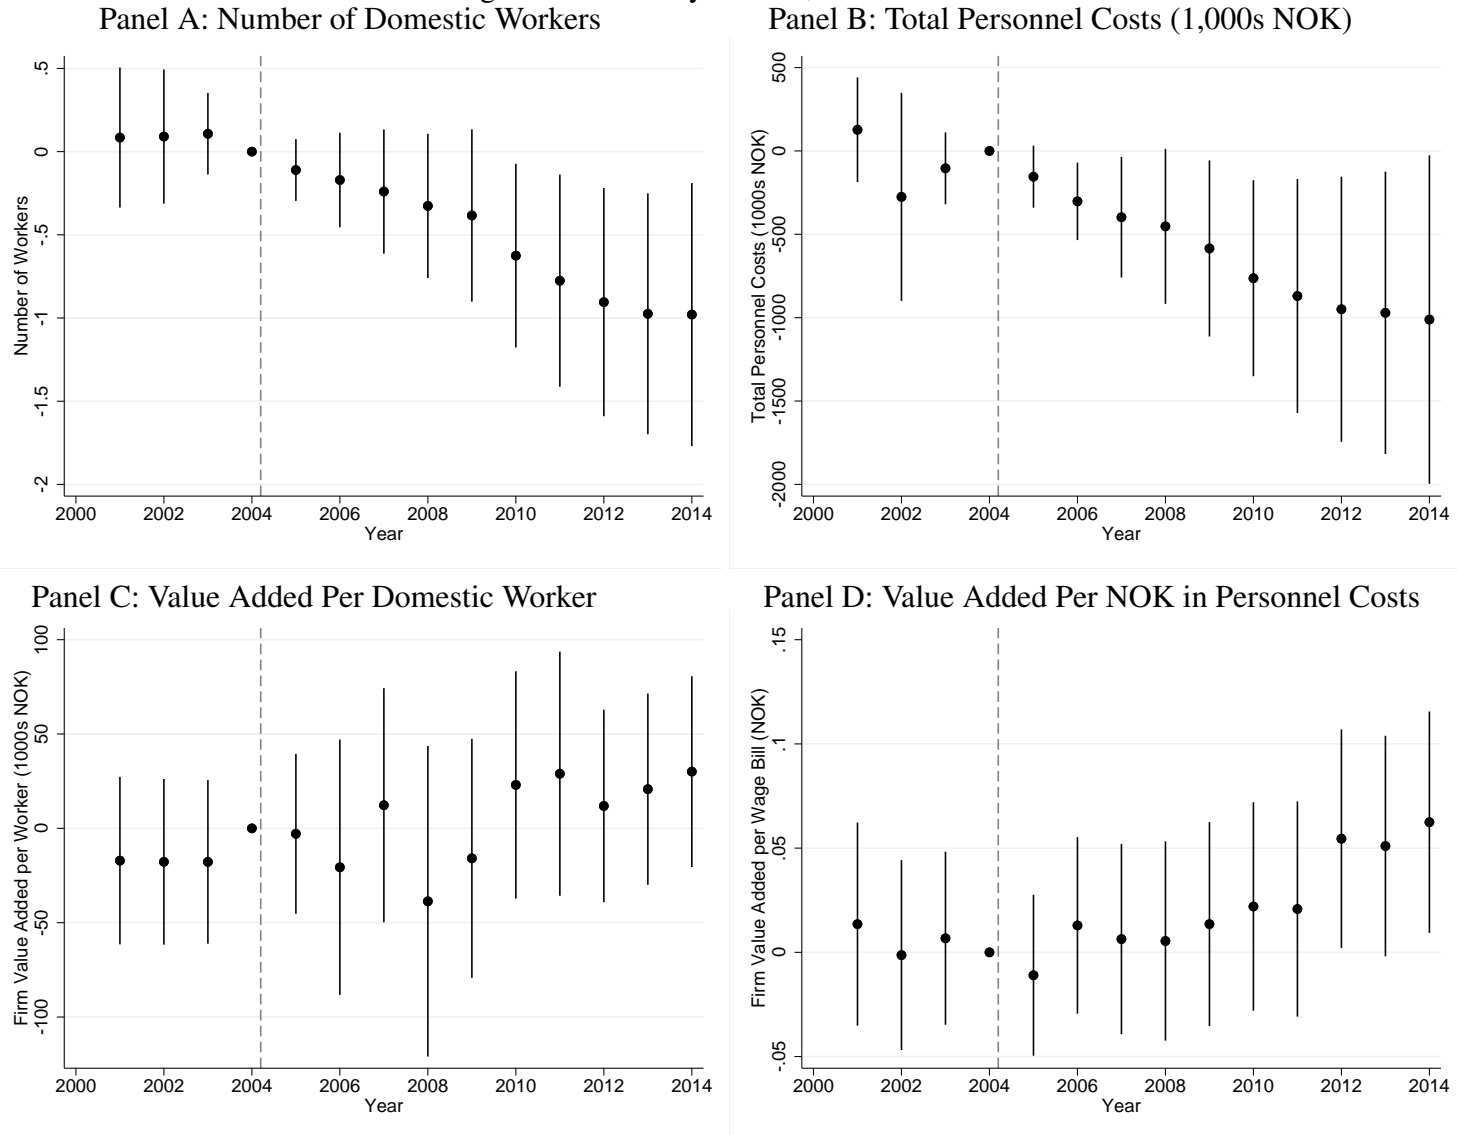 Panel A: Number of Domestic Workers
Number of Workers
.5
0
-.5
-1
-1.5
-2
2000 2002 2004 2006 2008 2010 2012 2014
Year
Panel B: Total Personnel Costs (1,000s NOK)
Total Personnel Costs (1000s NOK)
500
0
-500
-1000
-1500
-2000
2000 2002 2004 2006 2008 2010 2012 2014
Year
Panel C: Value Added Per Domestic Worker
Firm Value Added per Worker (1000s NOK)
100
50
0
-50
-100
2000 2002 2004 2006 2008 2010 2012 2014
Year
Panel D: Value Added Per NOK in Personnel Costs
Firm Value Added per Wage Bill (NOK)
.15
.1
.05
0
-.05
2000 2002 2004 2006 2008 2010 2012 2014
Year